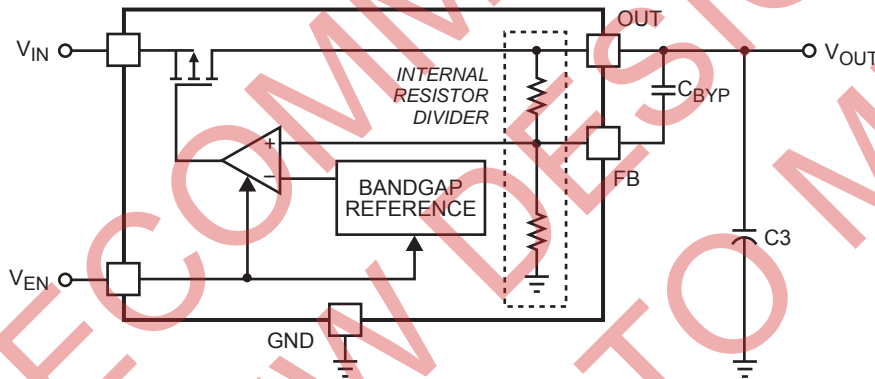 OUT
VIN
VOUT
INTERNAL
RESISTOR
DIVIDER
CBYP
+
−
BANDGAP
REFERENCE
FB
C3
VEN
GND